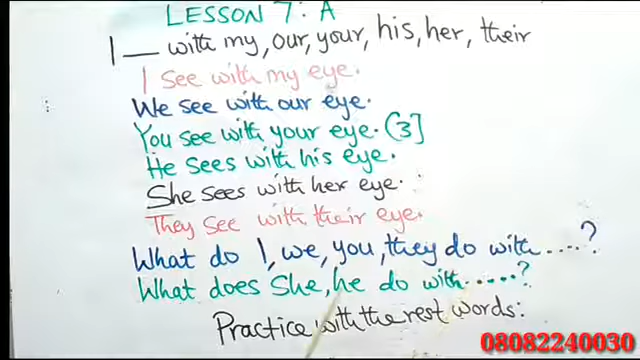 LESSON 7: A
I __ with my, our, your, his, her, their
I see with my eye.
We see with our eye.
You see with your eye. (3]
He sees with his eye.
She sees with her eye.
They see with their eye.
What do I, we, you, they do with....?
What does She, he do with.....?
Practice with the rest words:
08082240030